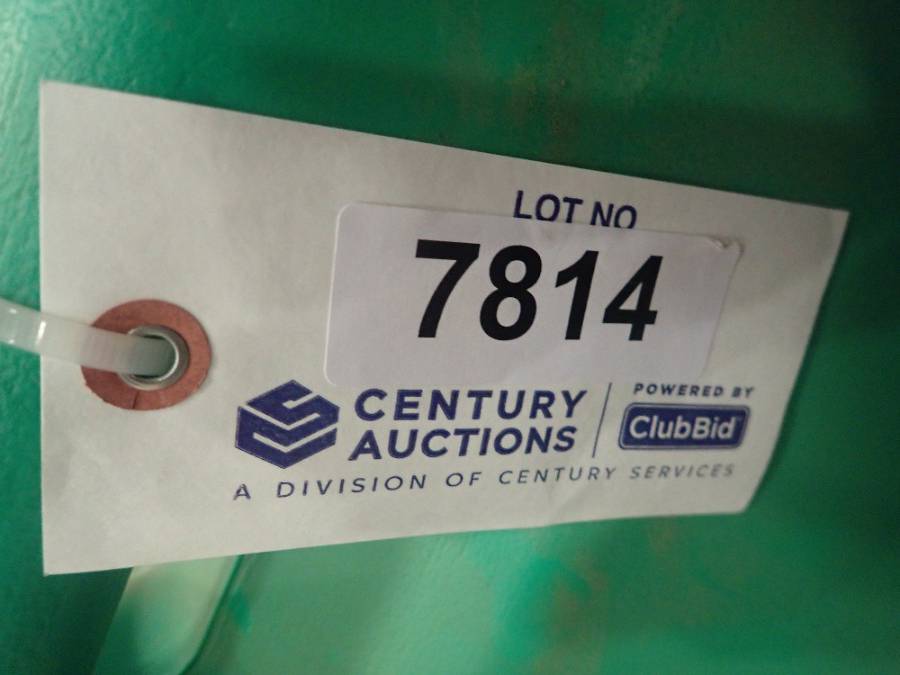 LOT NO
7814
CENTURY
AUCTIONS
POWERED BY
ClubBid
A DIVISION OF CENTURY SERVICES